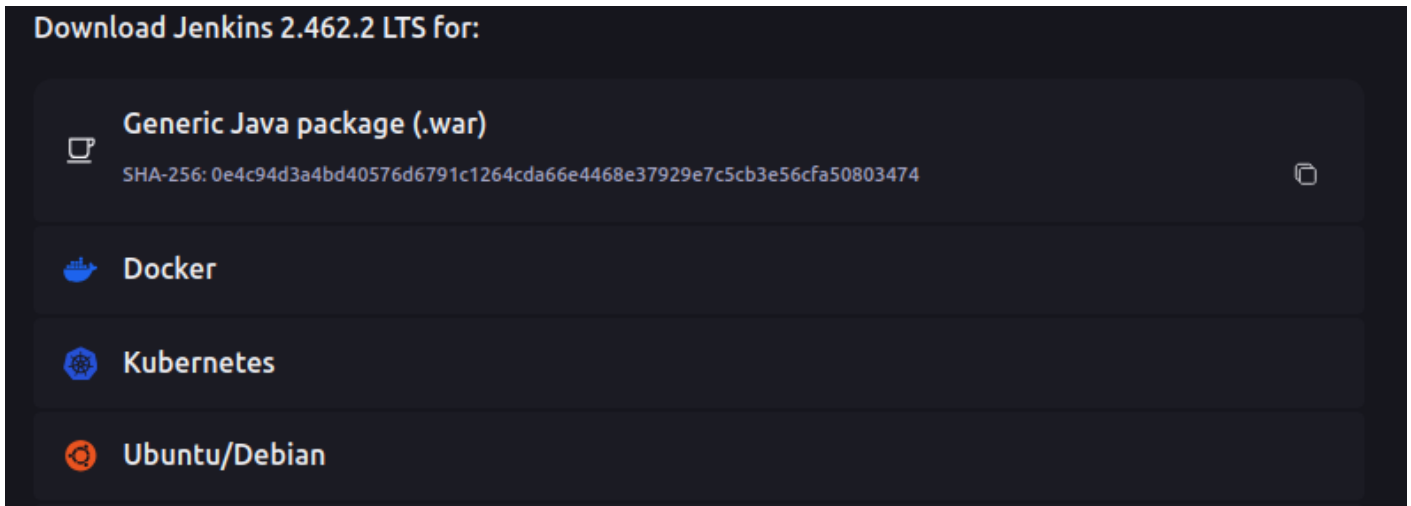 Download Jenkins 2.462.2 LTS for:
Generic Java package (.war)
SHA-256: 0e4c94d3a4bd40576d6791c1264cda66e4468e37929e7c5cb3e56cfa50803474
Docker
Kubernetes
Ubuntu/Debian